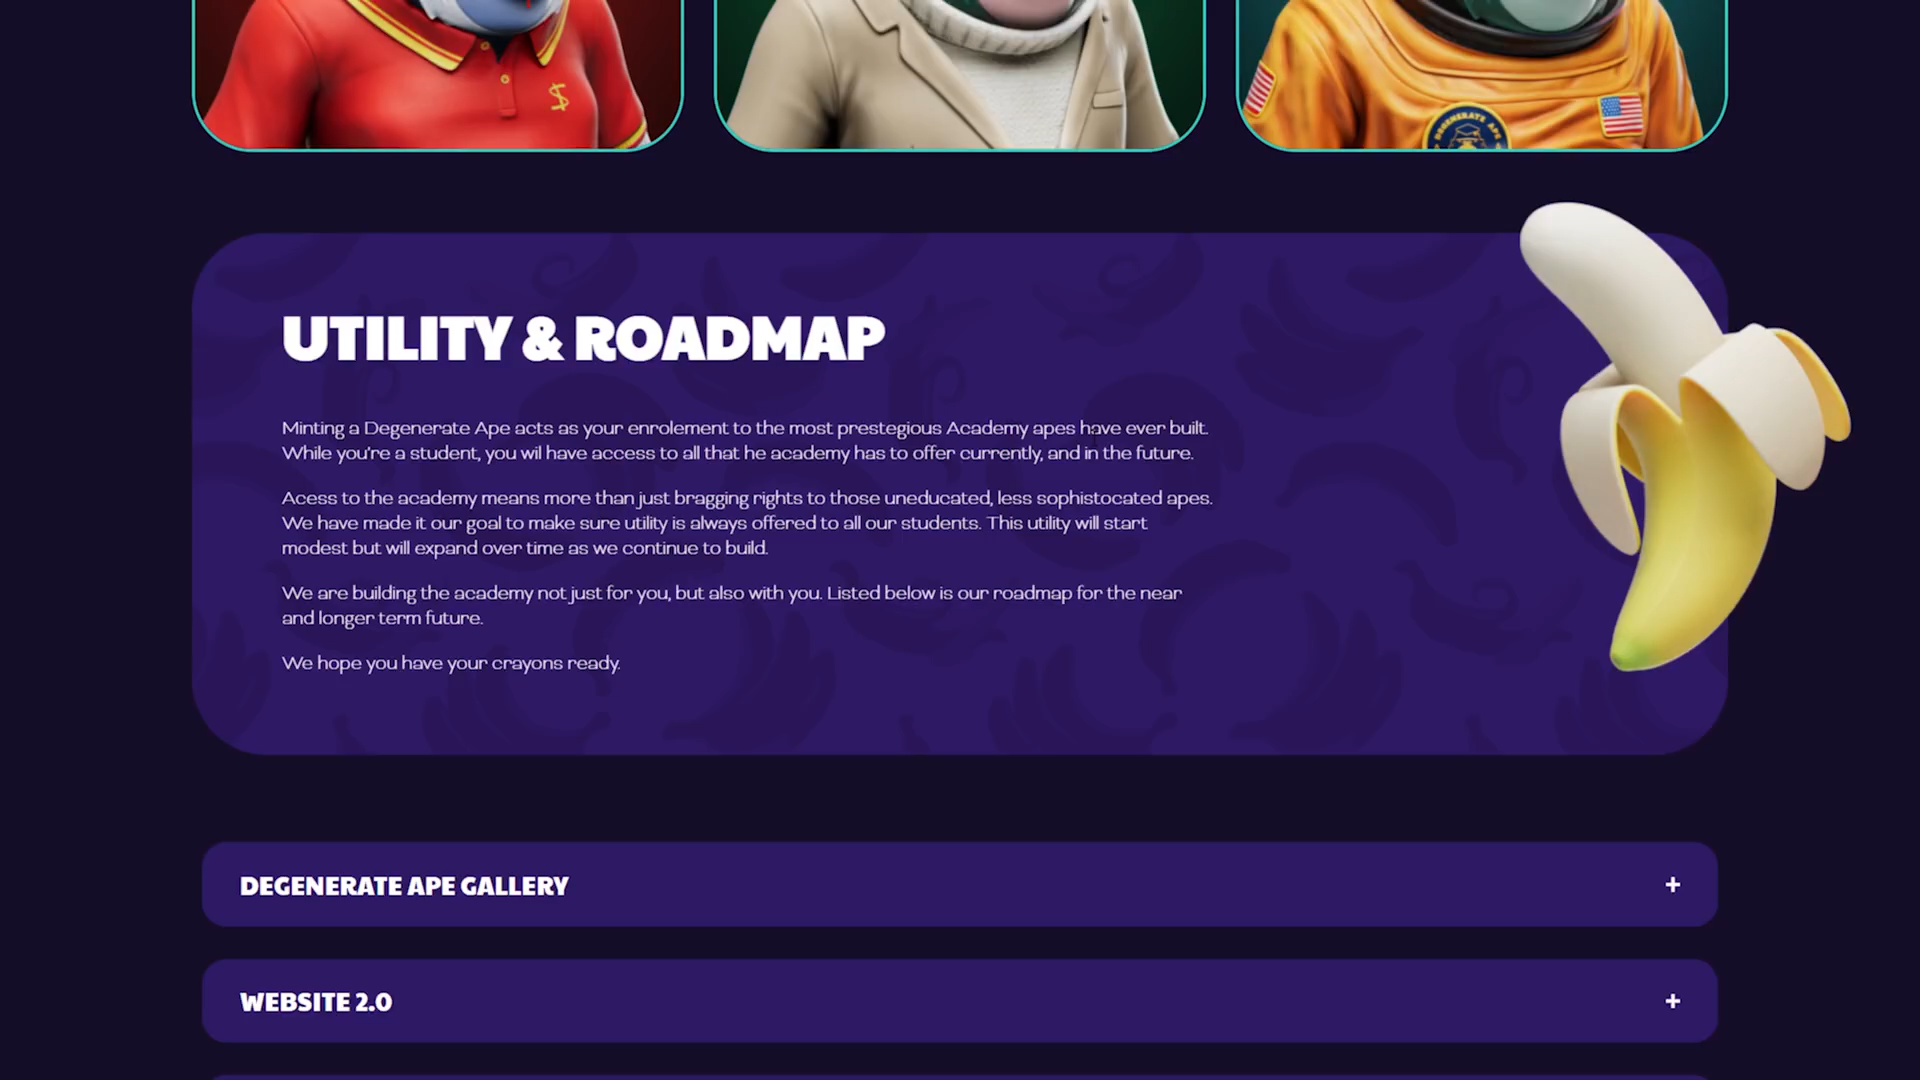 DEGENERATE APE
UTILITY & ROADMAP
Minting a Degenerate Ape acts as your enrolement to the most prestegious Academy apes have ever built.
While you're a student, you wil have access to all that he academy has to offer currently, and in the future.
Acess to the academy means more than just bragging rights to those uneducated, less sophistocated apes.
We have made it our goal to make sure utility is always offered to all our students. This utility will start
modest but will expand over time as we continue to build.
We are building the academy not just for you, but also with you. Listed below is our roadmap for the near
and longer term future.
We hope you have your crayons ready.
DEGENERATE APE GALLERY +
WEBSITE 2.0 +